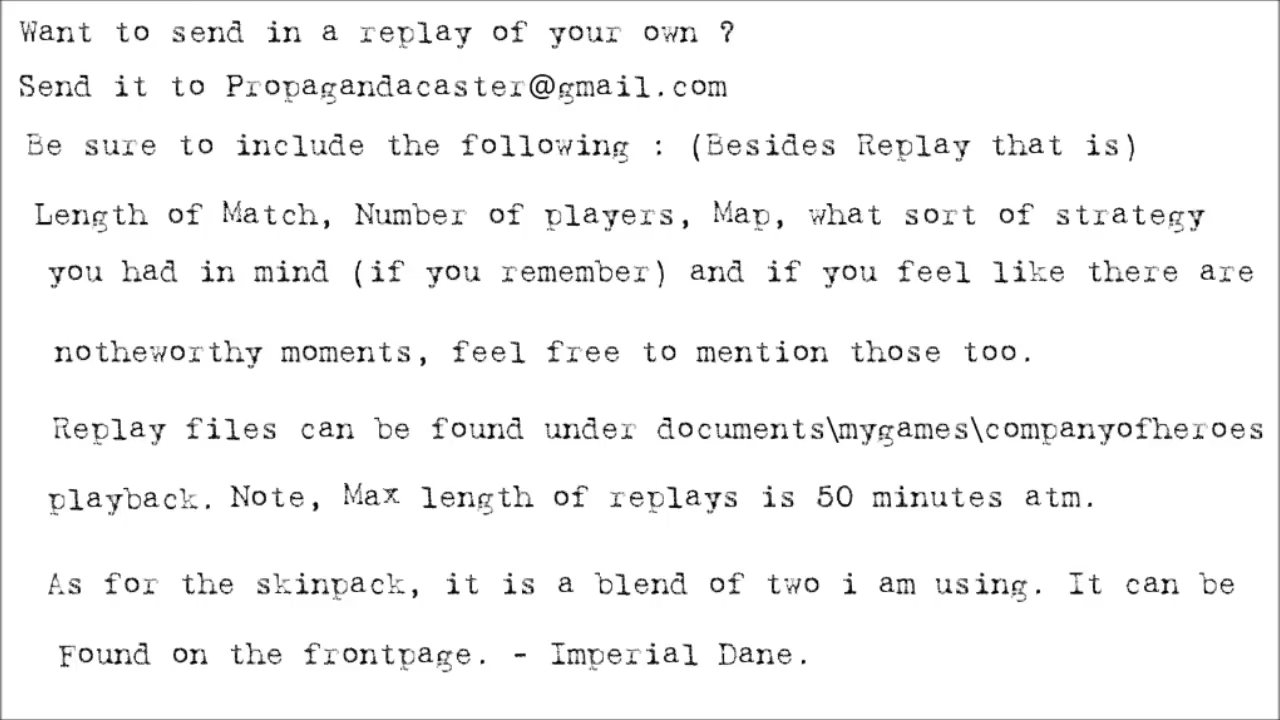 Want to send in a replay of your own ?
Send it to Propagandacaster@gmail.com
Be sure to include the following : (Besides Replay that is)
Length of Match, Number of players, Map, what sort of strategy
you had in mind (if you remember) and if you feel like there are
notheworthy moments, feel free to mention those too.
Replay files can be found under documents\mygames\companyofheroes
playback. Note, Max length of replays is 50 minutes atm.
As for the skinpack, it is a blend of two i am using. It can be
Found on the frontpage. - Imperial Dane.